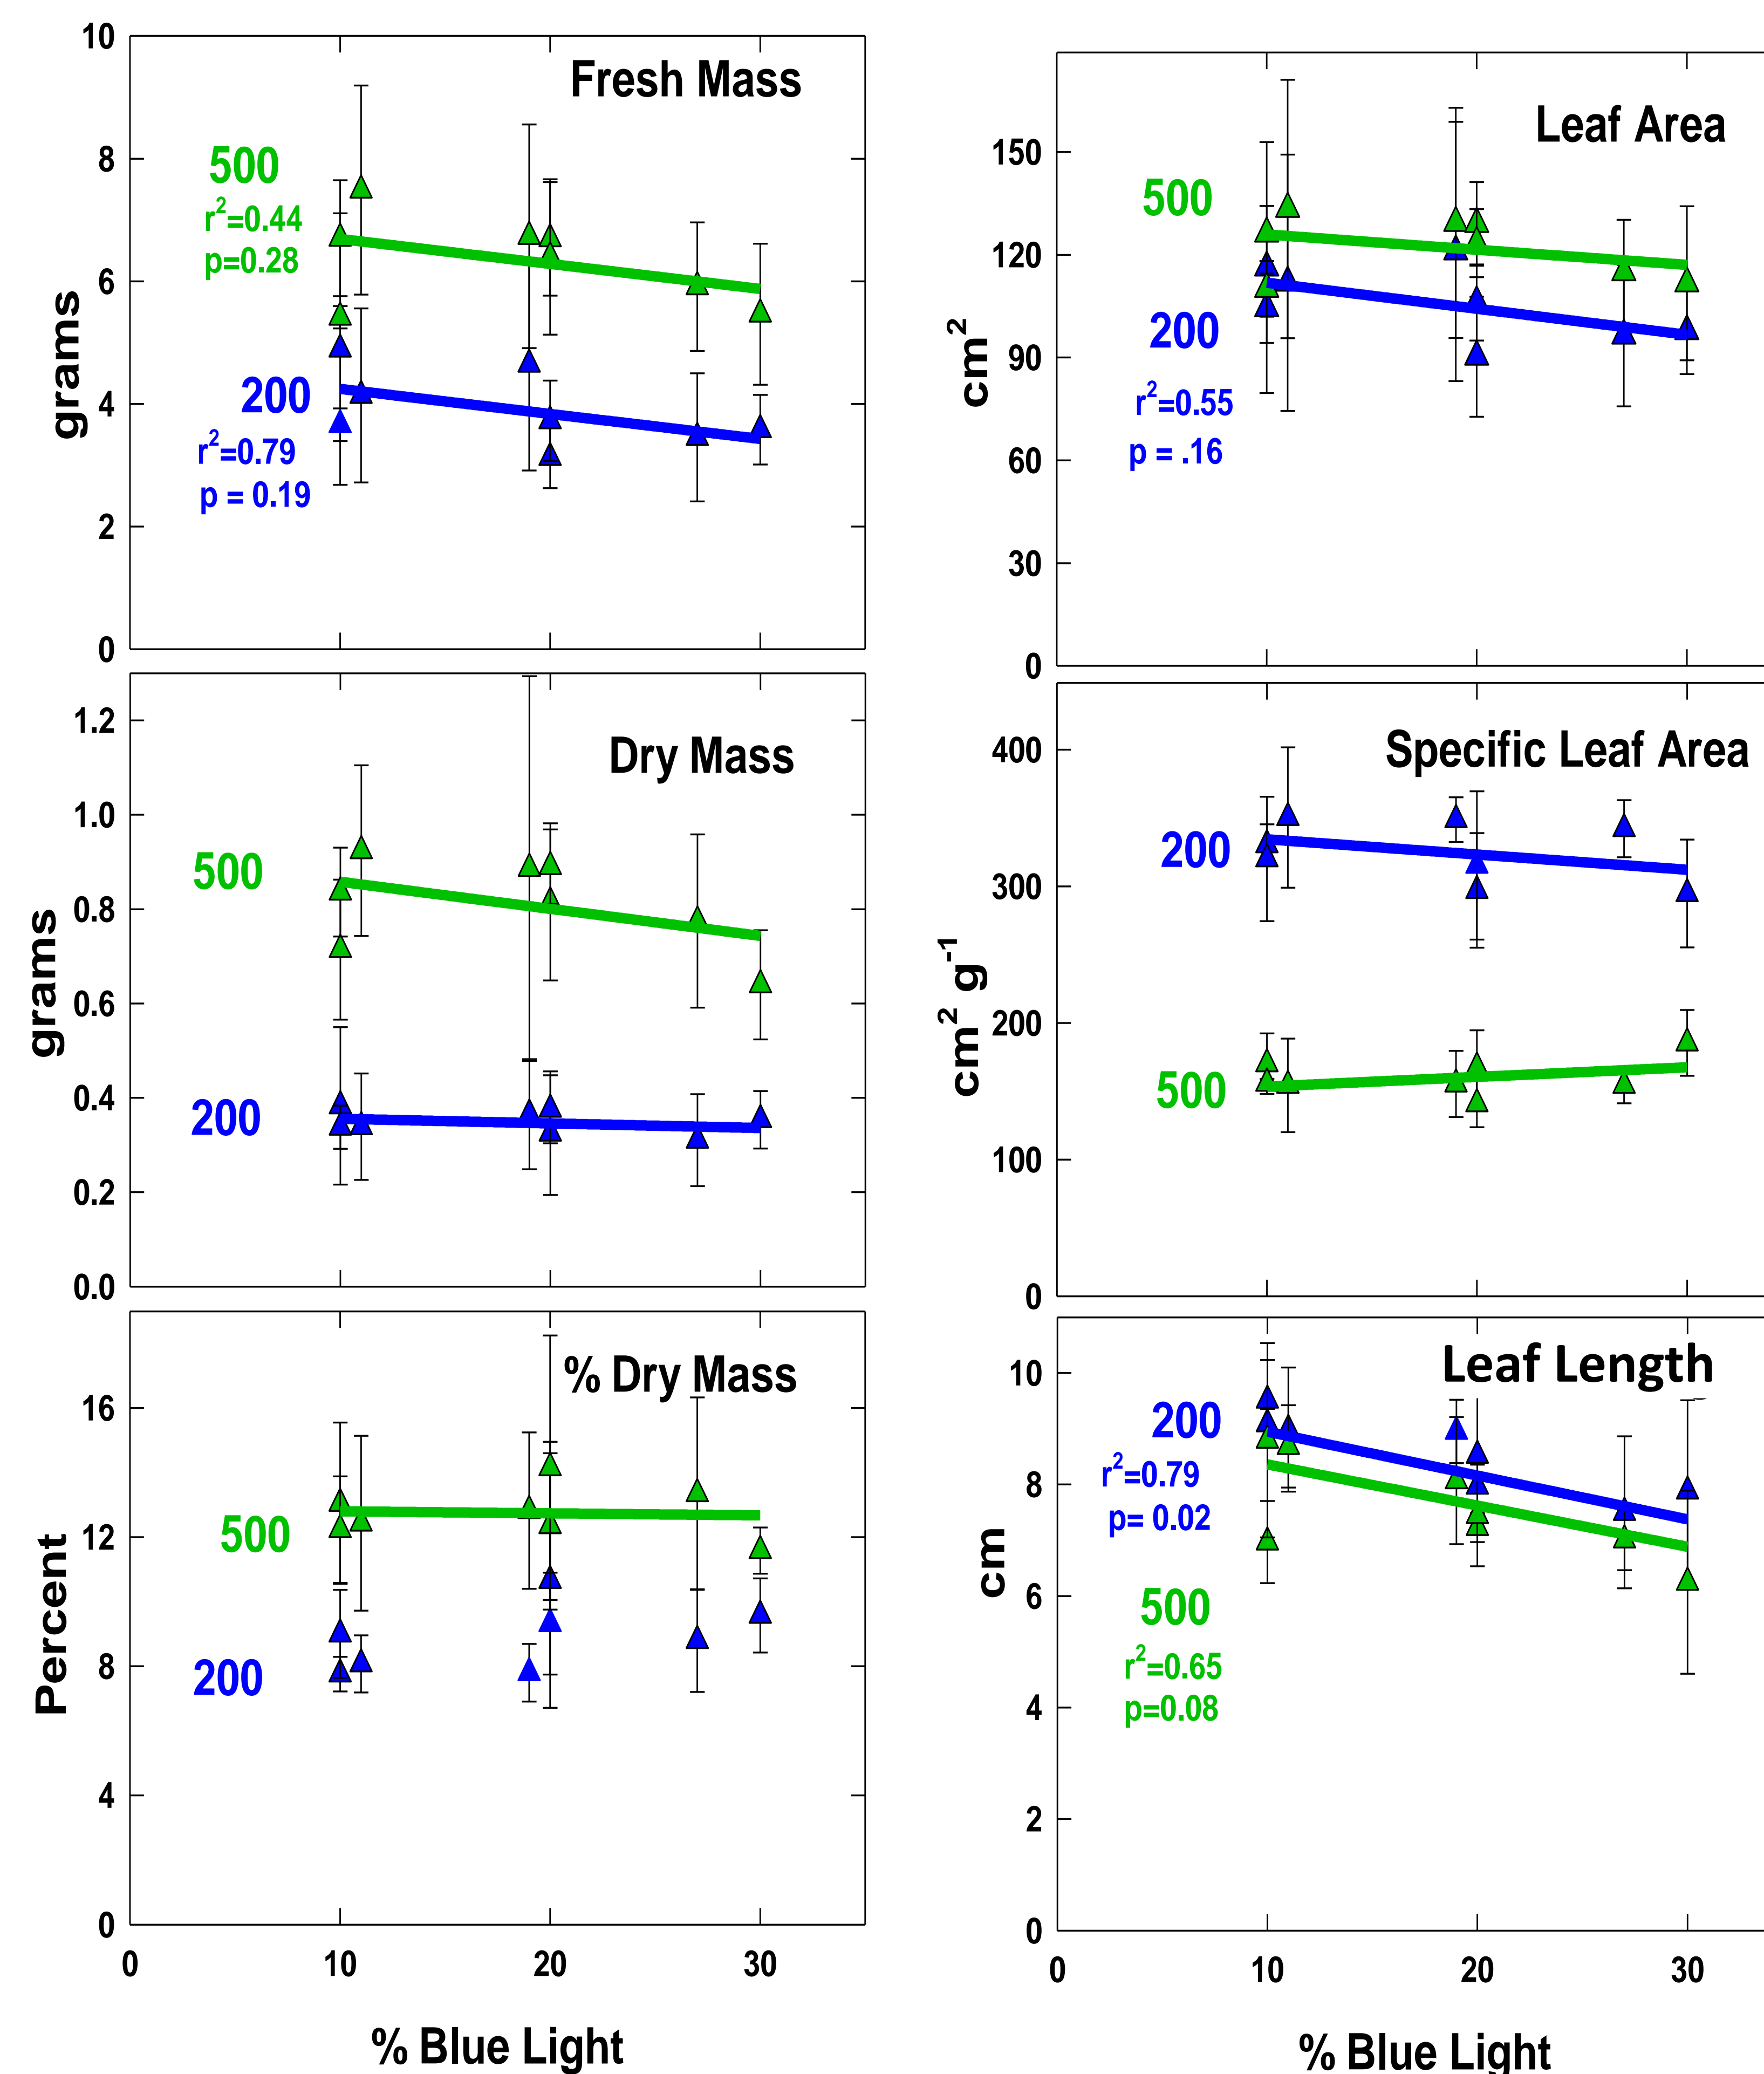 Fresh Mass
10
8
6
4
2
0
grams
500
r²=0.44
p=0.28
200
r²=0.79
p = 0.19
Leaf Area
150
120
90
60
30
0
cm²
500
200
r²=0.55
p = .16
Dry Mass
1.2
1.0
0.8
0.6
0.4
0.2
0.0
grams
500
200
Specific Leaf Area
400
300
200
100
0
cm² g⁻¹
200
500
% Dry Mass
16
12
8
4
0
Percent
500
200
0 10 20 30
% Blue Light
Leaf Length
10
8
6
4
2
0
cm
200
r²=0.79
p= 0.02
500
r²=0.65
p=0.08
0 10 20 30
% Blue Light